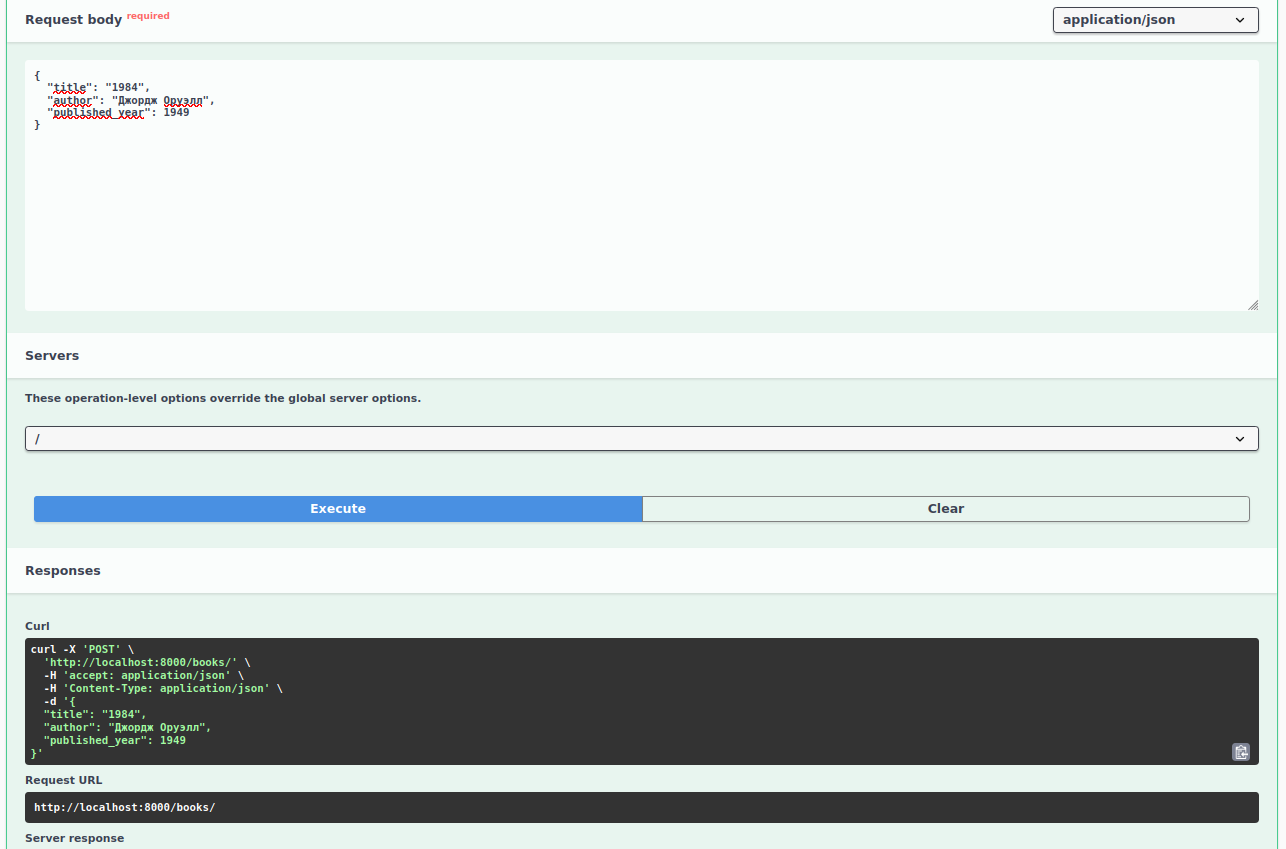 Request body required
application/json
{
"title": "1984",
"author": "Джордж Оруэлл",
"published_year": 1949
}
Servers
These operation-level options override the global server options.
/
Execute
Clear
Responses
Curl
curl -X 'POST' \
'http://localhost:8000/books/' \
-H 'accept: application/json' \
-H 'Content-Type: application/json' \
-d '{
"title": "1984",
"author": "Джордж Оруэлл",
"published_year": 1949
}'
Request URL
http://localhost:8000/books/
Server response